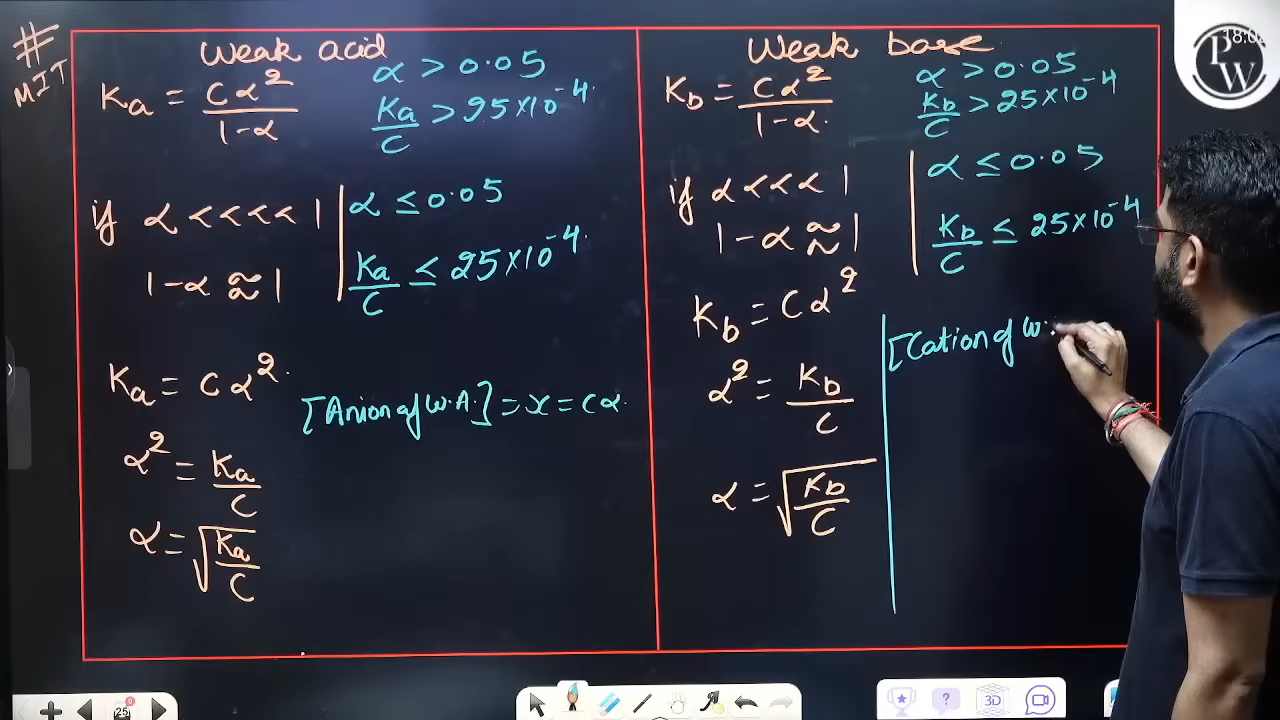 #
MIT
Weak acid
Ka = Cα²/1-α
α > 0.05
Ka/C > 25×10⁻⁴
if α <<<< 1
1-α ≈ 1
α ≤ 0.05
Ka/C ≤ 25×10⁻⁴
Ka = Cα²
[Anion of W.A.] = x = Cα
α² = Ka/C
α = √Ka/C
Weak base
Kb = Cα²/1-α
α > 0.05
Kb/C > 25×10⁻⁴
if α <<< 1
1-α ≈ 1
α ≤ 0.05
Kb/C ≤ 25×10⁻⁴
Kb = Cα²
α² = Kb/C
α = √Kb/C
[Cation of W.
PW
25
3D